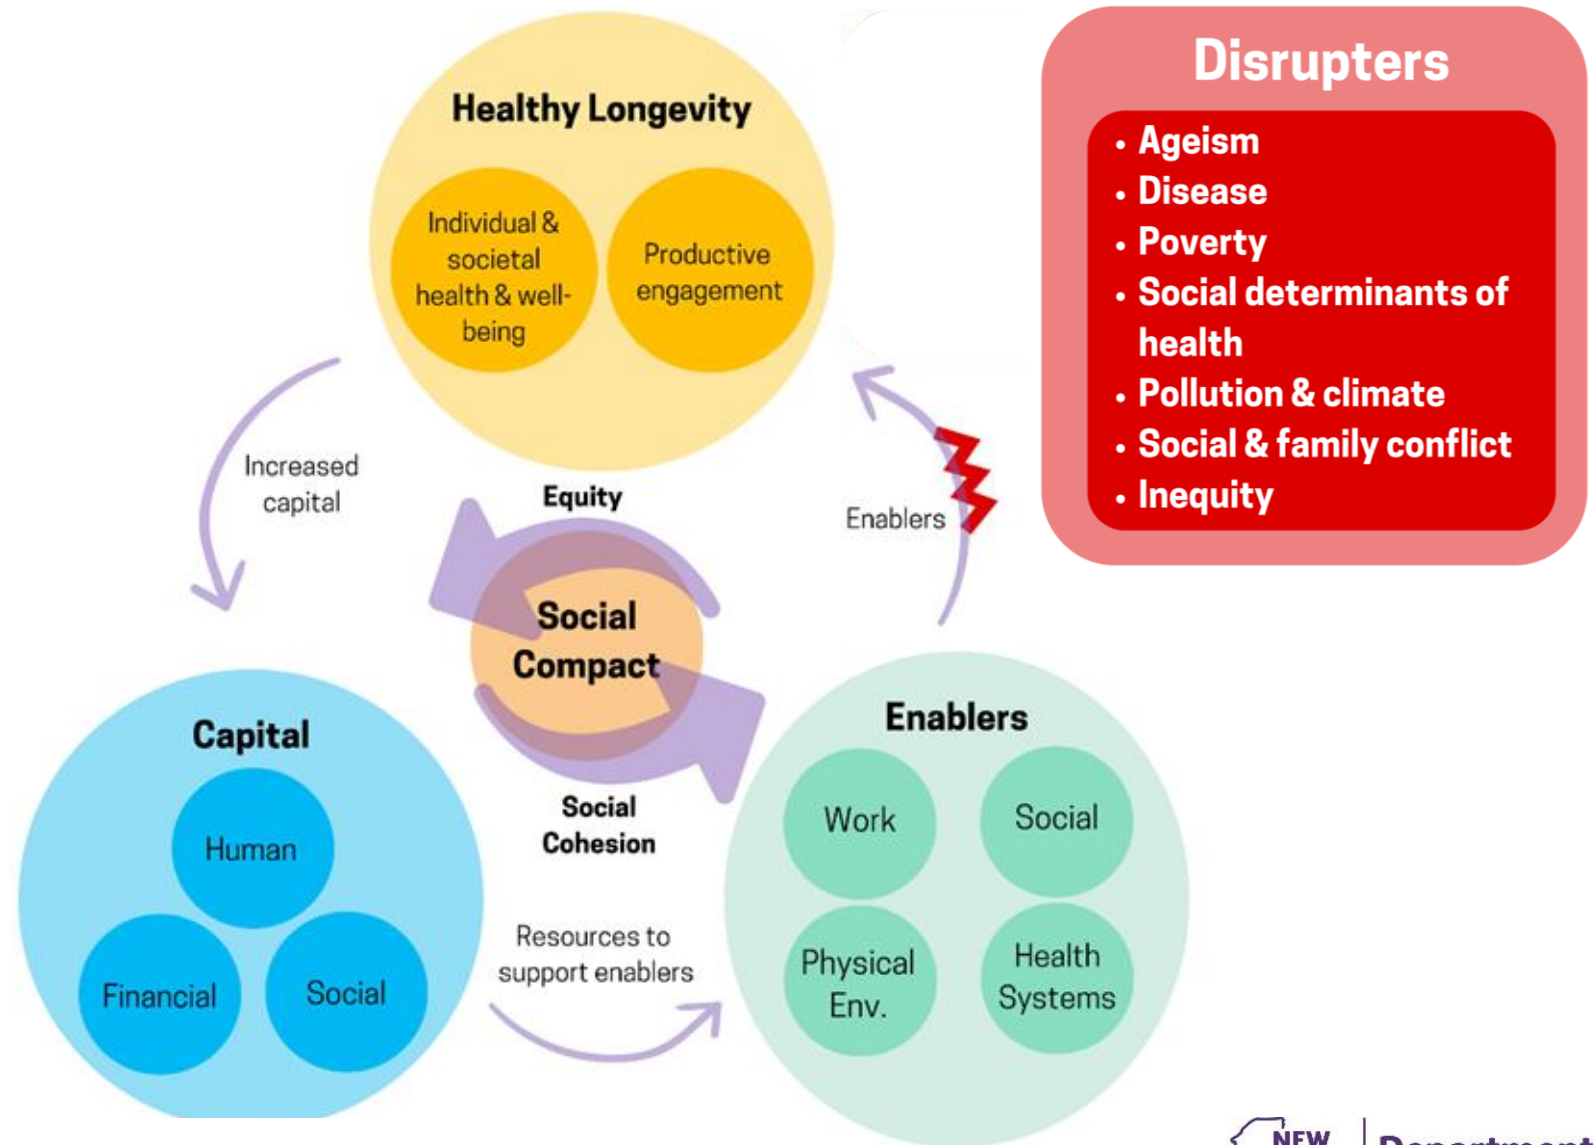 Disrupters
• Ageism
• Disease
• Poverty
• Social determinants of
health
• Pollution & climate
• Social & family conflict
• Inequity
Healthy Longevity
Individual &
societal
health & well-
being
Productive
engagement
Increased
capital
Equity
Enablers
Social
Compact
Social
Cohesion
Capital
Human
Financial
Social
Resources to
support enablers
Enablers
Work
Social
Physical
Env.
Health
Systems
NEW
Department